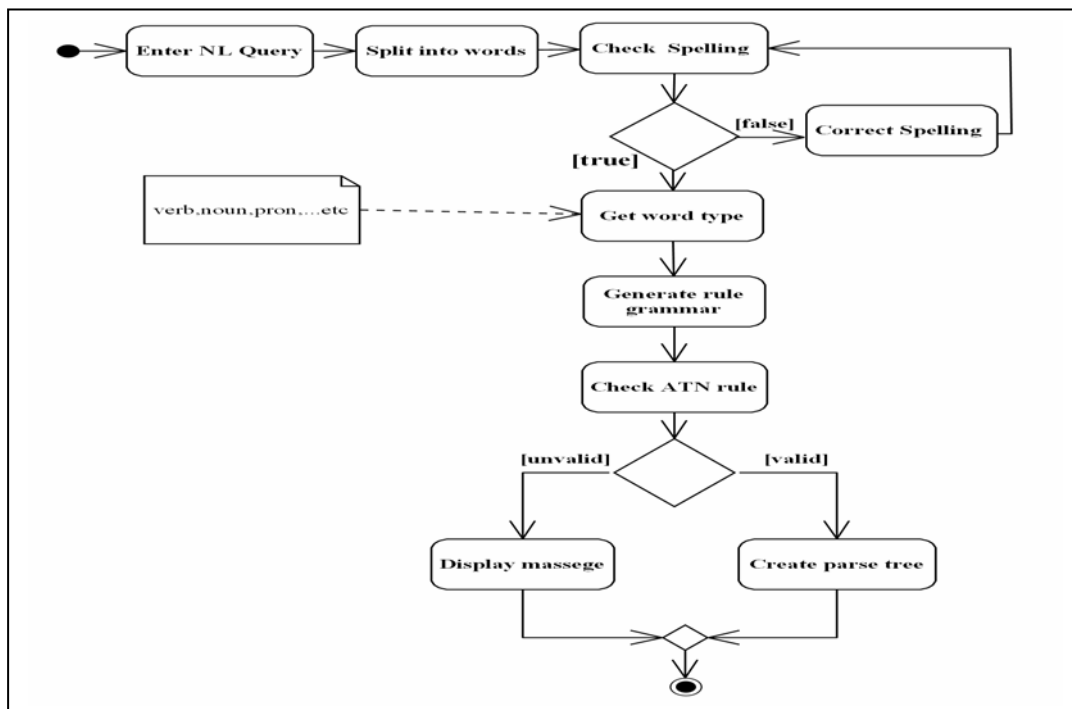 Enter NL Query
Split into words
Check Spelling
[false]
Correct Spelling
[true]
verb,noun,pron,...etc
Get word type
Generate rule
grammar
Check ATN rule
[unvalid]
[valid]
Display massege
Create parse tree